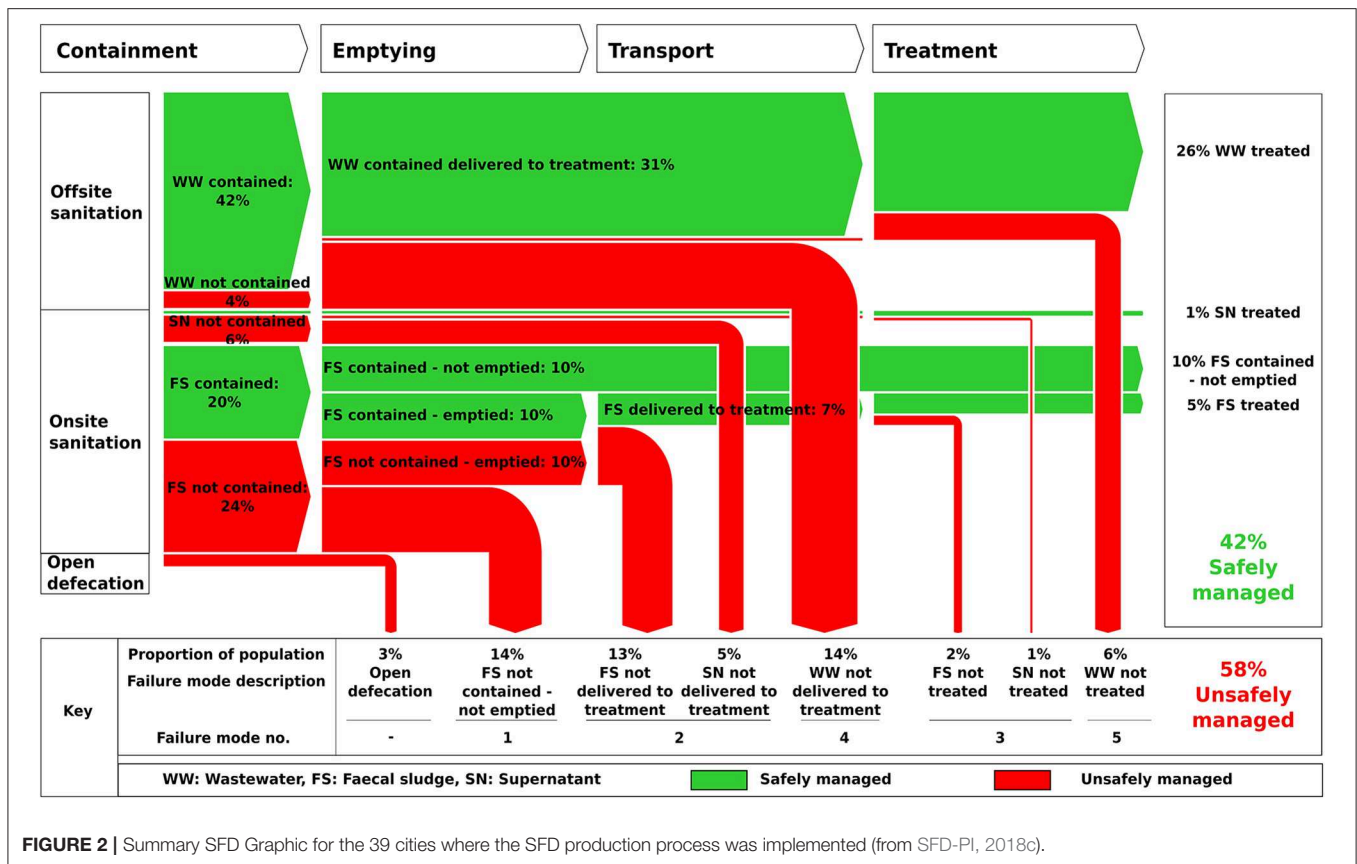 Containment
Emptying
Transport
Treatment
Offsite
sanitation
WW contained:
42%
WW contained delivered to treatment: 31%
26% WW treated
WW not contained
4%
Onsite
sanitation
SN not contained
6%
1% SN treated
FS contained:
20%
FS contained - not emptied: 10%
10% FS contained
- not emptied
FS contained - emptied: 10%
FS delivered to treatment: 7%
5% FS treated
FS not contained:
24%
FS not contained - emptied: 10%
Open
defecation
42%
Safely
managed
Key
Proportion of population
Failure mode description
Failure mode no.
3%
Open
defecation
-
14%
FS not
contained -
not emptied
1
13%
FS not
delivered to
treatment
5%
SN not
delivered to
treatment
2
14%
WW not
delivered to
treatment
4
2%
FS not
treated
1%
SN not
treated
3
6%
WW not
treated
5
58%
Unsafely
managed
WW: Wastewater, FS: Faecal sludge, SN: Supernatant
Safely managed
Unsafely managed
FIGURE 2 | Summary SFD Graphic for the 39 cities where the SFD production process was implemented (from SFD-PI, 2018c).